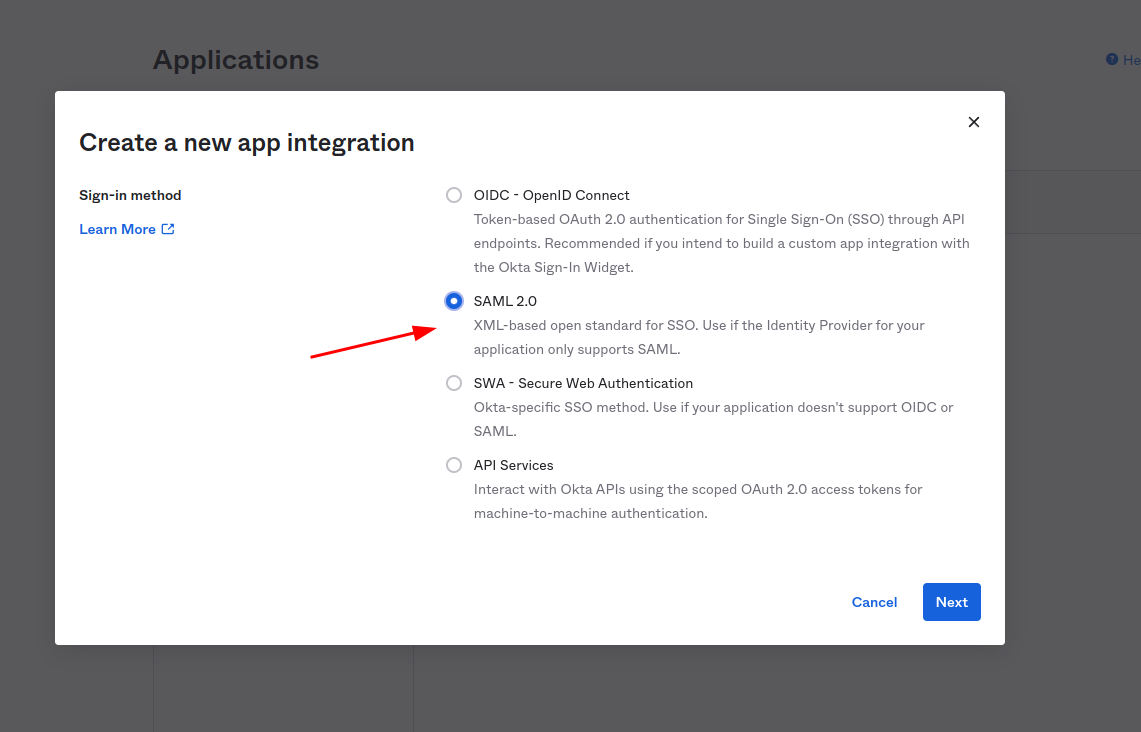 Applications
He
Create a new app integration
Sign-in method
Learn More
OIDC - OpenID Connect
Token-based OAuth 2.0 authentication for Single Sign-On (SSO) through API
endpoints. Recommended if you intend to build a custom app integration with
the Okta Sign-In Widget.
SAML 2.0
XML-based open standard for SSO. Use if the Identity Provider for your
application only supports SAML.
SWA - Secure Web Authentication
Okta-specific SSO method. Use if your application doesn't support OIDC or
SAML.
API Services
Interact with Okta APIs using the scoped OAuth 2.0 access tokens for
machine-to-machine authentication.
Cancel
Next